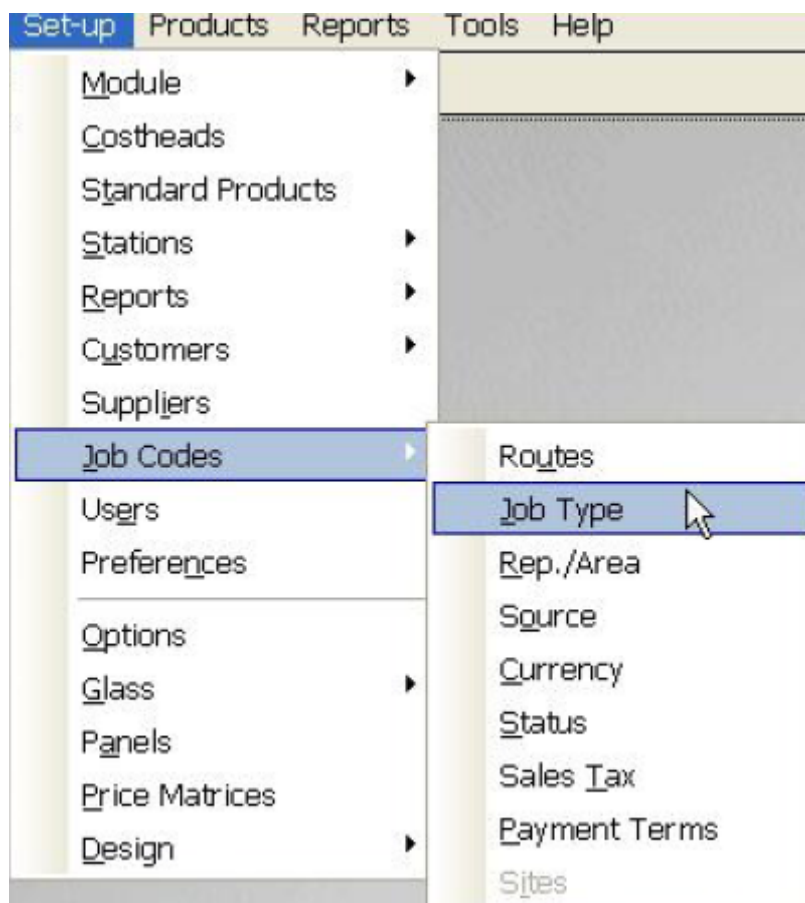 Set-up Products Reports Tools Help
Module
Costheads
Standard Products
Stations
Reports
Customers
Suppliers
Job Codes
Users
Preferences
Options
Glass
Panels
Price Matrices
Design
Routes
Job Type
Rep./Area
Source
Currency
Status
Sales Tax
Payment Terms
Sites